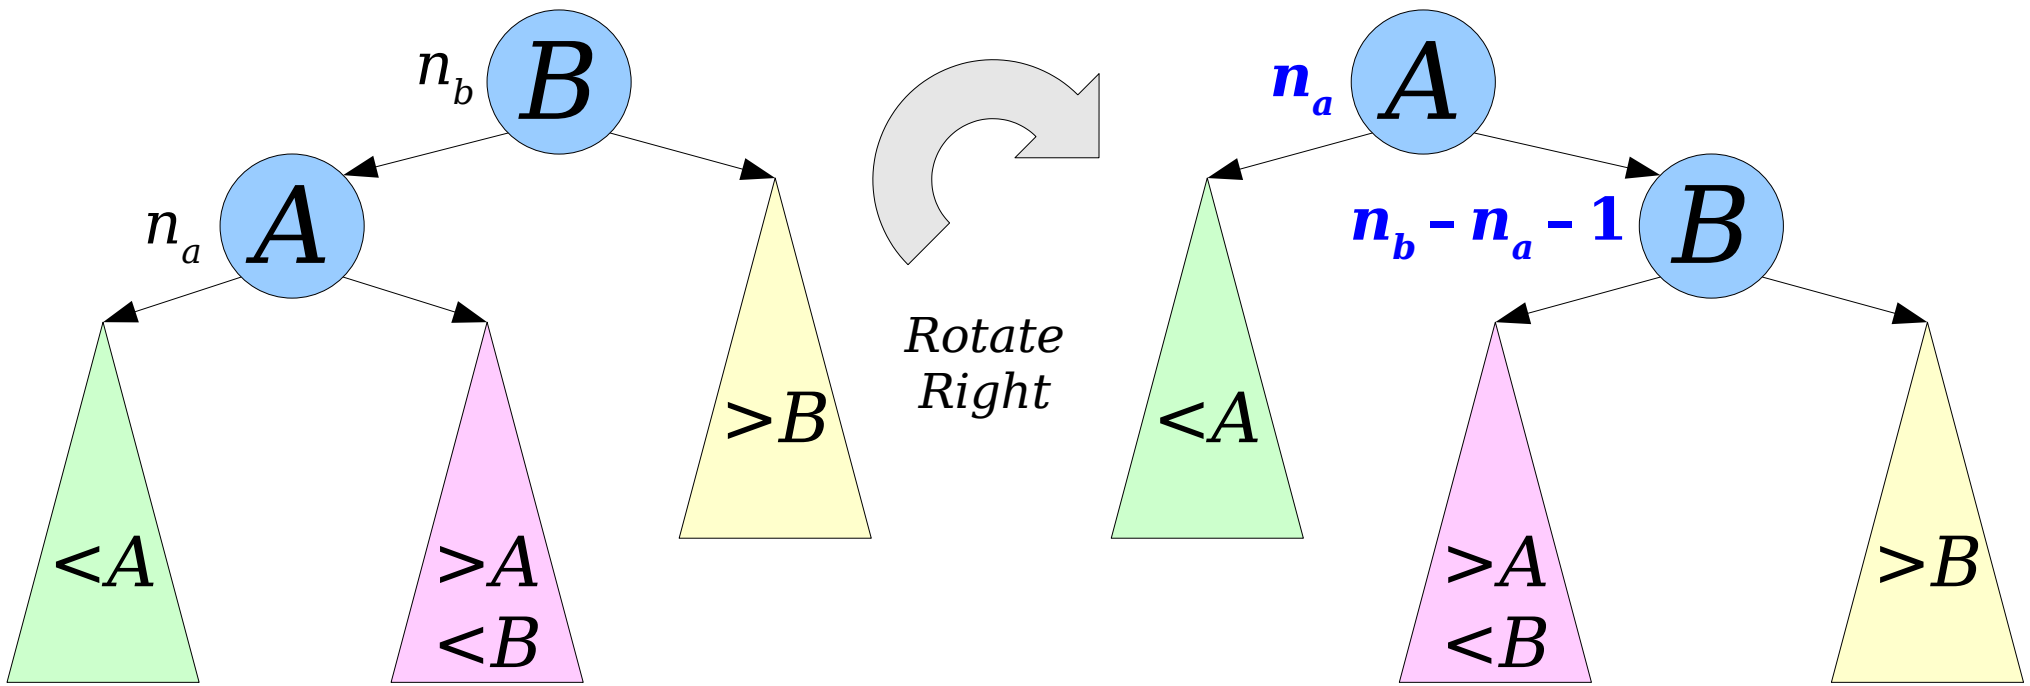 n_b B
n_a A
>B
<A
>A
<B
Rotate
Right
n_a A
n_b – n_a – 1 B
<A
>A
<B
>B